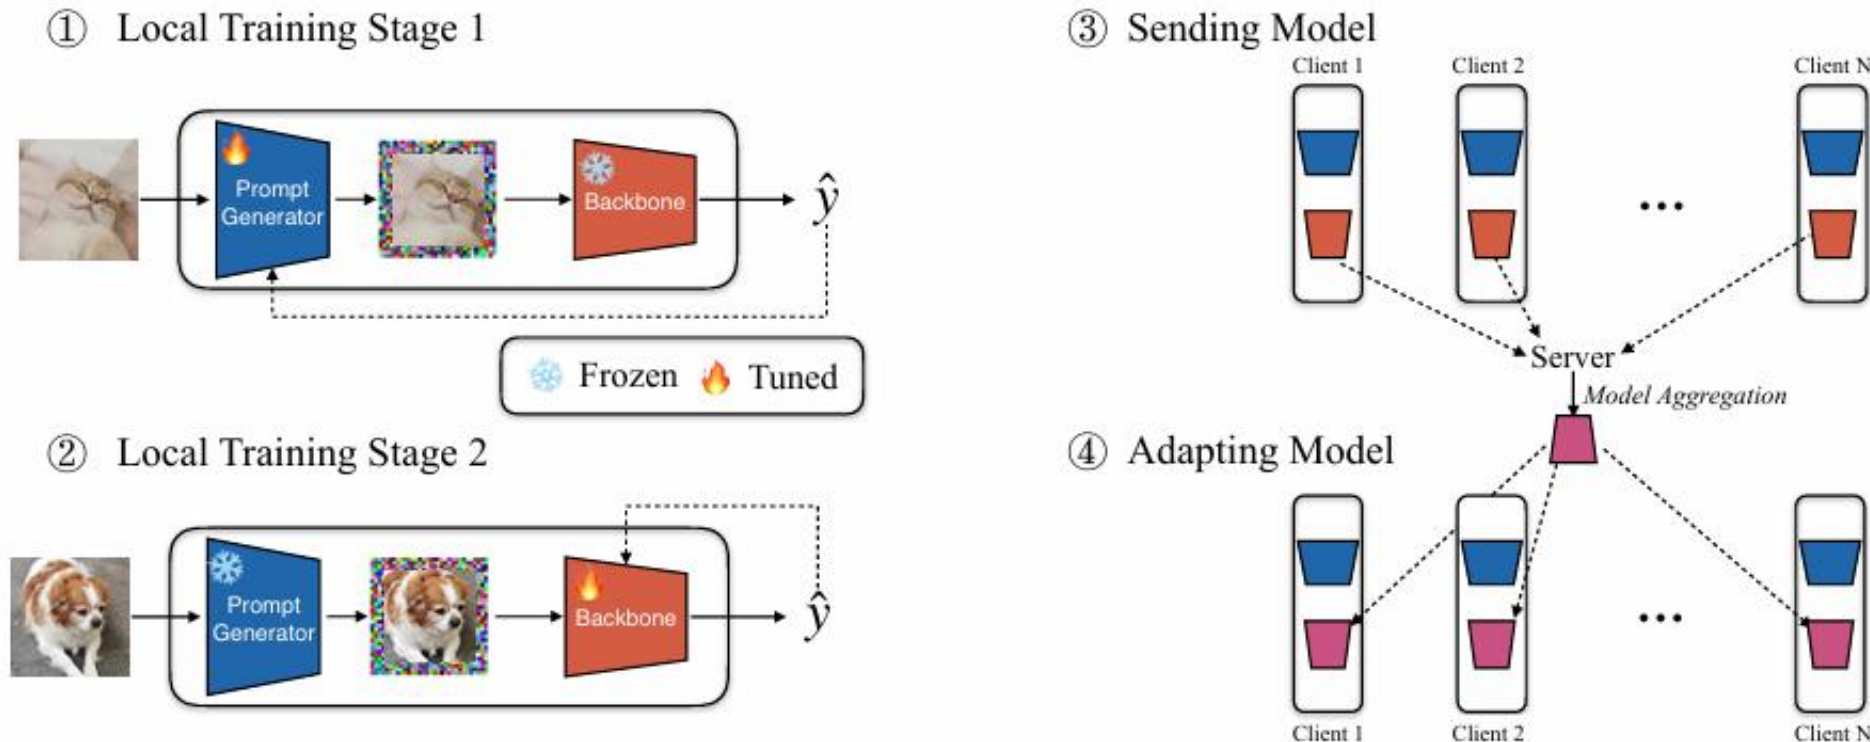 ① Local Training Stage 1
Prompt
Generator
Backbone
ŷ
Frozen Tuned
② Local Training Stage 2
Prompt
Generator
Backbone
ŷ
③ Sending Model
Client 1 Client 2 Client N
...
Server
Model Aggregation
④ Adapting Model
...
Client 1 Client 2 Client N